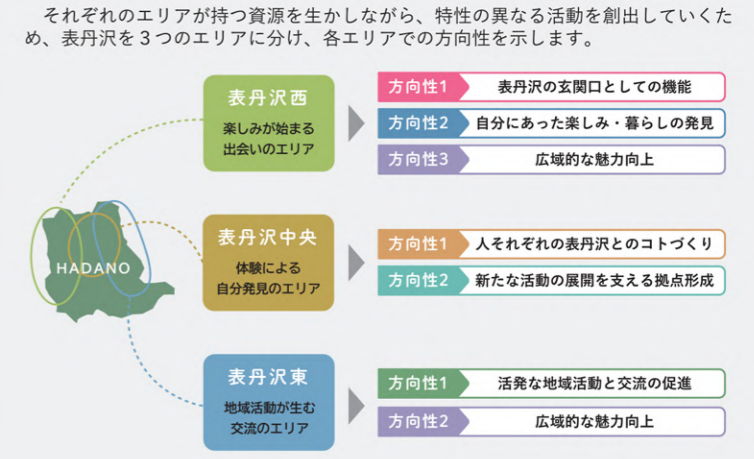 それぞれのエリアが持つ資源を生かしながら、特性の異なる活動を創出していくた
め、表丹沢を３つのエリアに分け、各エリアでの方向性を示します。
表丹沢西
楽しみが始まる
出会いのエリア
方向性1 表丹沢の玄関口としての機能
方向性2 自分にあった楽しみ・暮らしの発見
方向性3 広域的な魅力向上
HADANO
表丹沢中央
体験による
自分発見のエリア
方向性1 人それぞれの表丹沢とのコトづくり
方向性2 新たな活動の展開を支える拠点形成
表丹沢東
地域活動が生む
交流のエリア
方向性1 活発な地域活動と交流の促進
方向性2 広域的な魅力向上